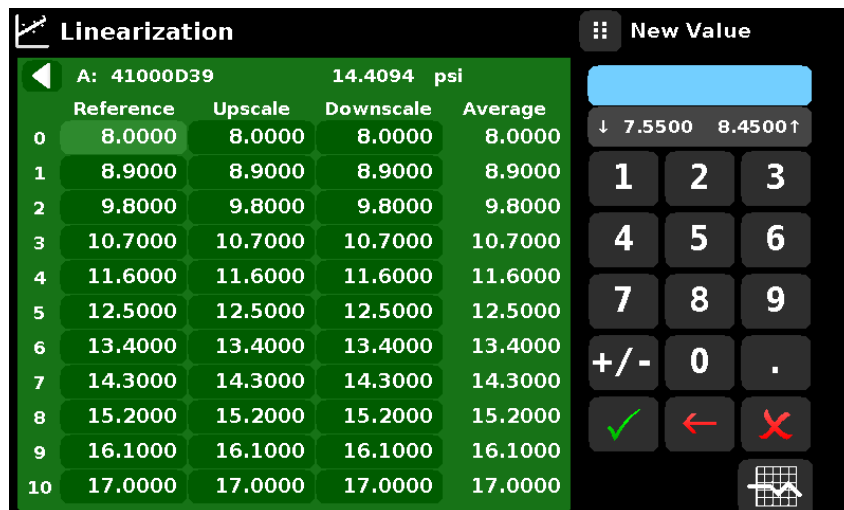 Linearization
New Value
A: 41000D39 14.4094 psi
Reference Upscale Downscale Average
0 8.0000 8.0000 8.0000 8.0000
1 8.9000 8.9000 8.9000 8.9000
2 9.8000 9.8000 9.8000 9.8000
3 10.7000 10.7000 10.7000 10.7000
4 11.6000 11.6000 11.6000 11.6000
5 12.5000 12.5000 12.5000 12.5000
6 13.4000 13.4000 13.4000 13.4000
7 14.3000 14.3000 14.3000 14.3000
8 15.2000 15.2000 15.2000 15.2000
9 16.1000 16.1000 16.1000 16.1000
10 17.0000 17.0000 17.0000 17.0000
↓ 7.5500 8.4500↑
1 2 3
4 5 6
7 8 9
+/- 0 .